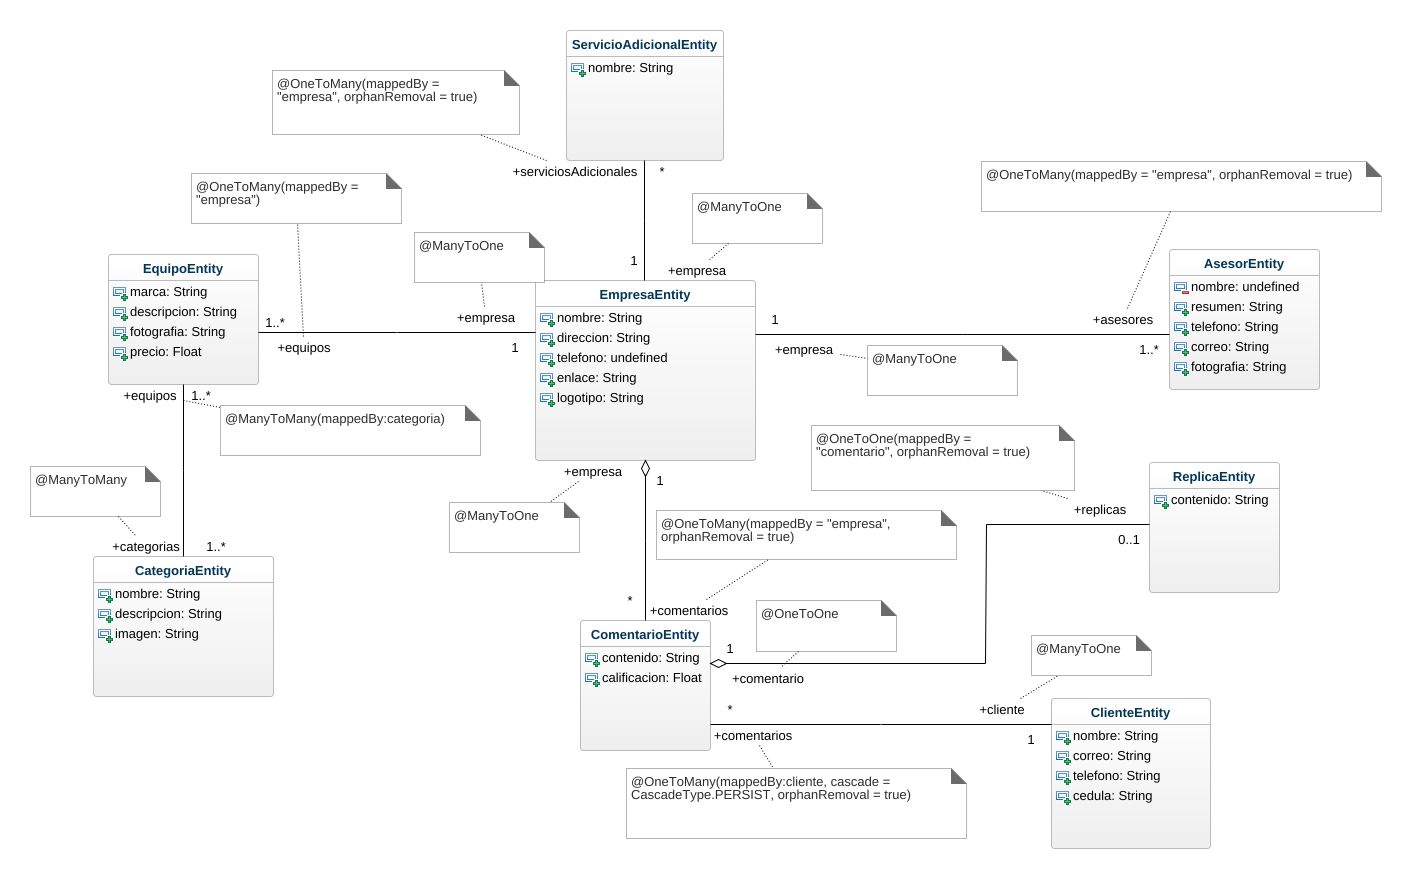 ServicioAdicionalEntity
nombre: String
@OneToMany(mappedBy =
"empresa", orphanRemoval = true)
+serviciosAdicionales
*
@OneToMany(mappedBy = "empresa", orphanRemoval = true)
@OneToMany(mappedBy =
"empresa")
@ManyToOne
@ManyToOne
1
+empresa
EquipoEntity
marca: String
descripcion: String
fotografia: String
precio: Float
1..*
+equipos
+empresa
1
EmpresaEntity
nombre: String
direccion: String
telefono: undefined
enlace: String
logotipo: String
1
+empresa
@ManyToOne
+asesores
1..*
AsesorEntity
nombre: undefined
resumen: String
telefono: String
correo: String
fotografia: String
+equipos
1..*
@ManyToMany(mappedBy:categoria)
@ManyToMany
+categorias
1..*
CategoriaEntity
nombre: String
descripcion: String
imagen: String
+empresa
1
@ManyToOne
@OneToOne(mappedBy =
"comentario", orphanRemoval = true)
+replicas
0..1
ReplicaEntity
contenido: String
@OneToMany(mappedBy = "empresa",
orphanRemoval = true)
*
+comentarios
@OneToOne
ComentarioEntity
contenido: String
calificacion: Float
1
+comentario
@ManyToOne
*
+comentarios
+cliente
1
ClienteEntity
nombre: String
correo: String
telefono: String
cedula: String
@OneToMany(mappedBy:cliente, cascade =
CascadeType.PERSIST, orphanRemoval = true)